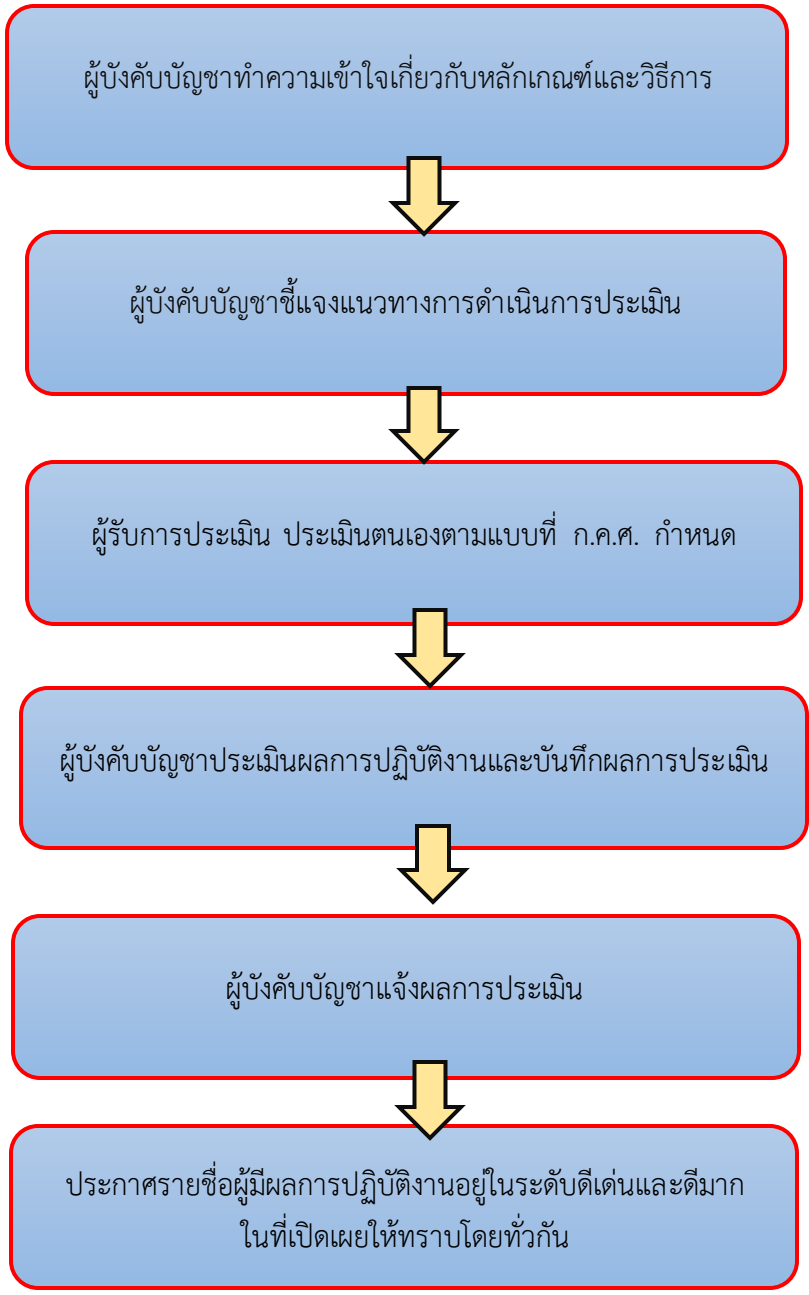 ผู้บังคับบัญชาทำความเข้าใจเกี่ยวกับหลักเกณฑ์และวิธีการ
ผู้บังคับบัญชาชี้แจงแนวทางการดำเนินการประเมิน
ผู้รับการประเมิน ประเมินตนเองตามแบบที่ ก.ค.ศ. กำหนด
ผู้บังคับบัญชาประเมินผลการปฏิบัติงานและบันทึกผลการประเมิน
ผู้บังคับบัญชาแจ้งผลการประเมิน
ประกาศรายชื่อผู้มีผลการปฏิบัติงานอยู่ในระดับดีเด่นและดีมาก
ในที่เปิดเผยให้ทราบโดยทั่วกัน